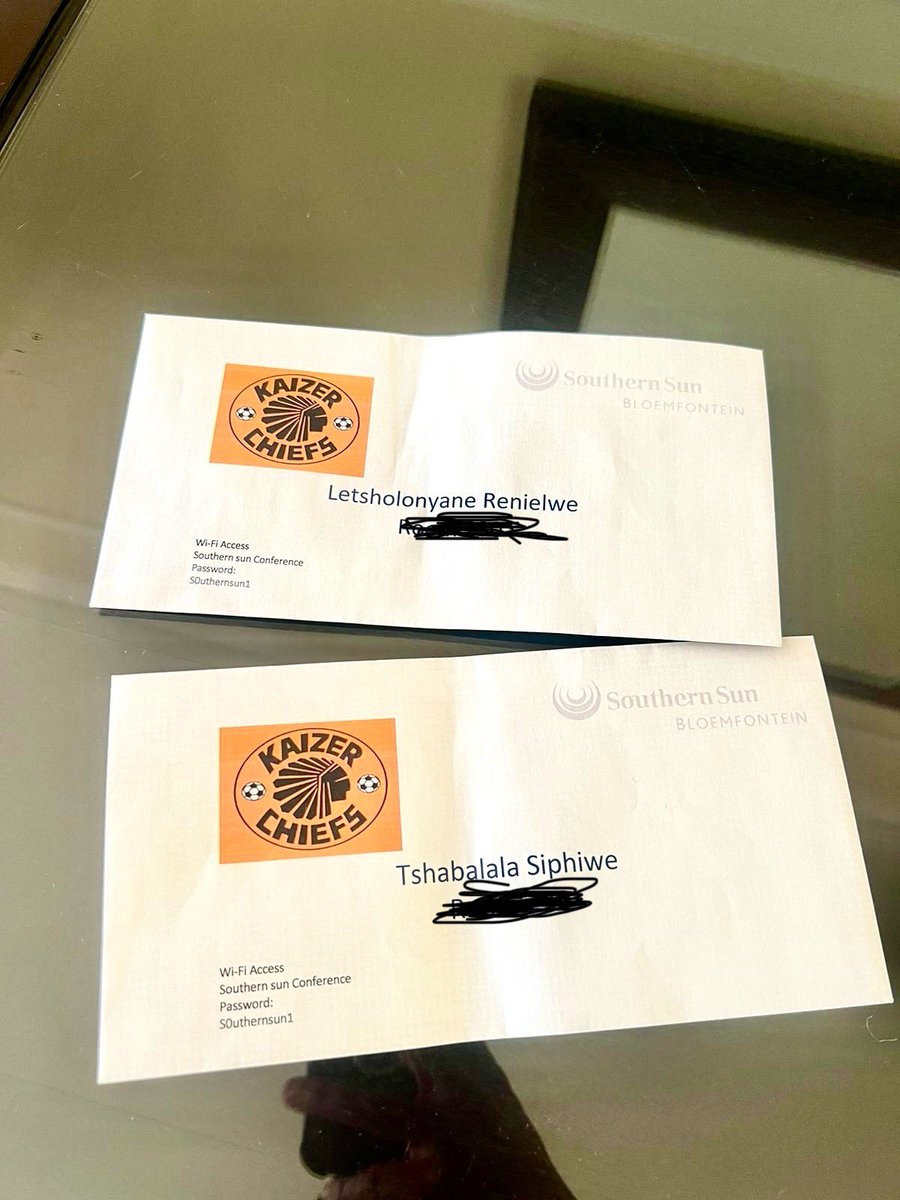 KAIZER
CHIEFS
Southern Sun
BLOEMFONTEIN
Letsholonyane Renielwe
Wi-Fi Access
Southern sun Conference
Password:
S0uthernsun1
KAIZER
CHIEFS
Southern Sun
BLOEMFONTEIN
Tshabalala Siphiwe
Wi-Fi Access
Southern sun Conference
Password:
S0uthernsun1